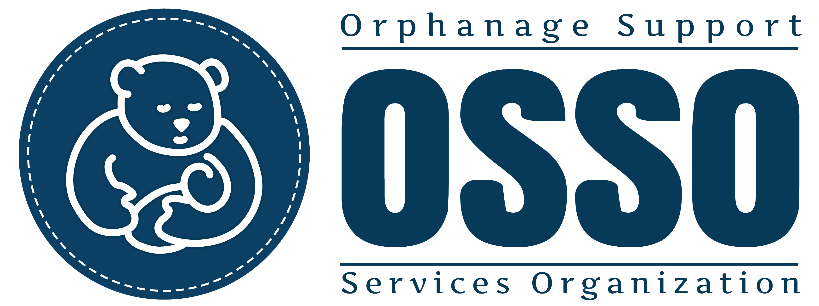 Orphanage Support
OSSO
Services Organization